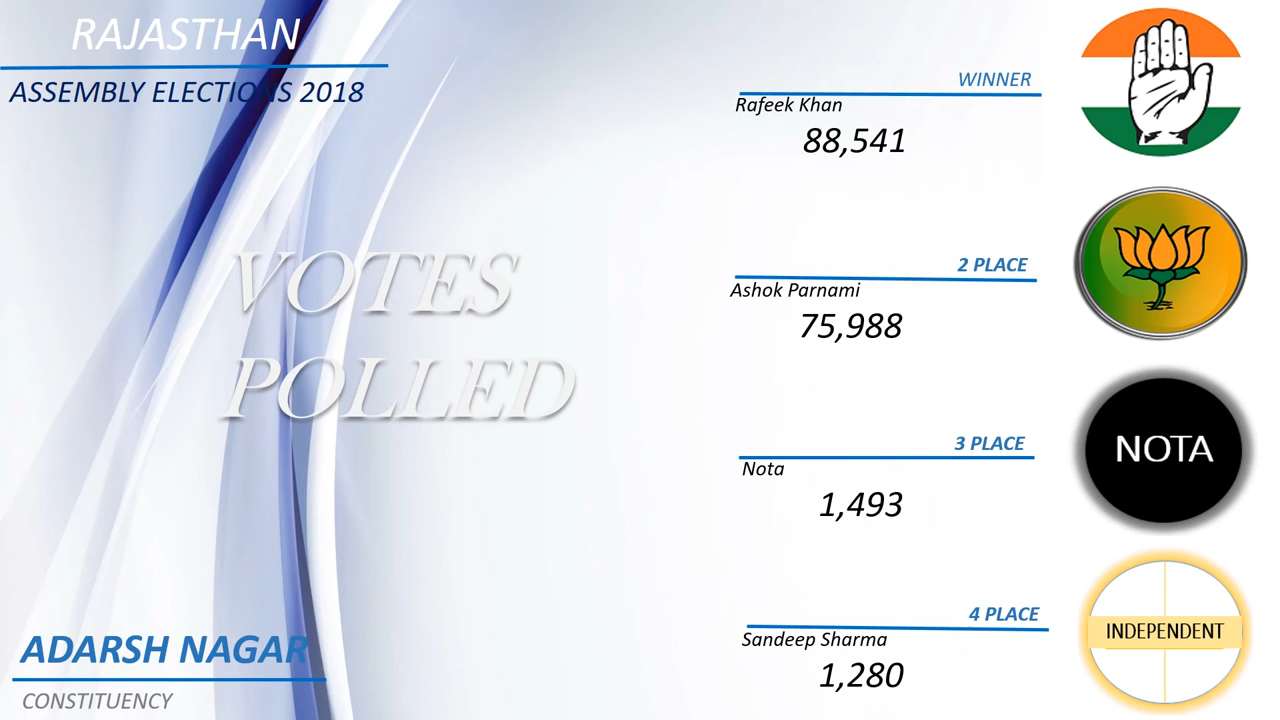 RAJASTHAN
ASSEMBLY ELECTIONS 2018
VOTES
POLLED
ADARSH NAGAR
CONSTITUENCY
WINNER
Rafeek Khan
88,541
2 PLACE
Ashok Parnami
75,988
3 PLACE
Nota
1,493
NOTA
4 PLACE
Sandeep Sharma
1,280
INDEPENDENT